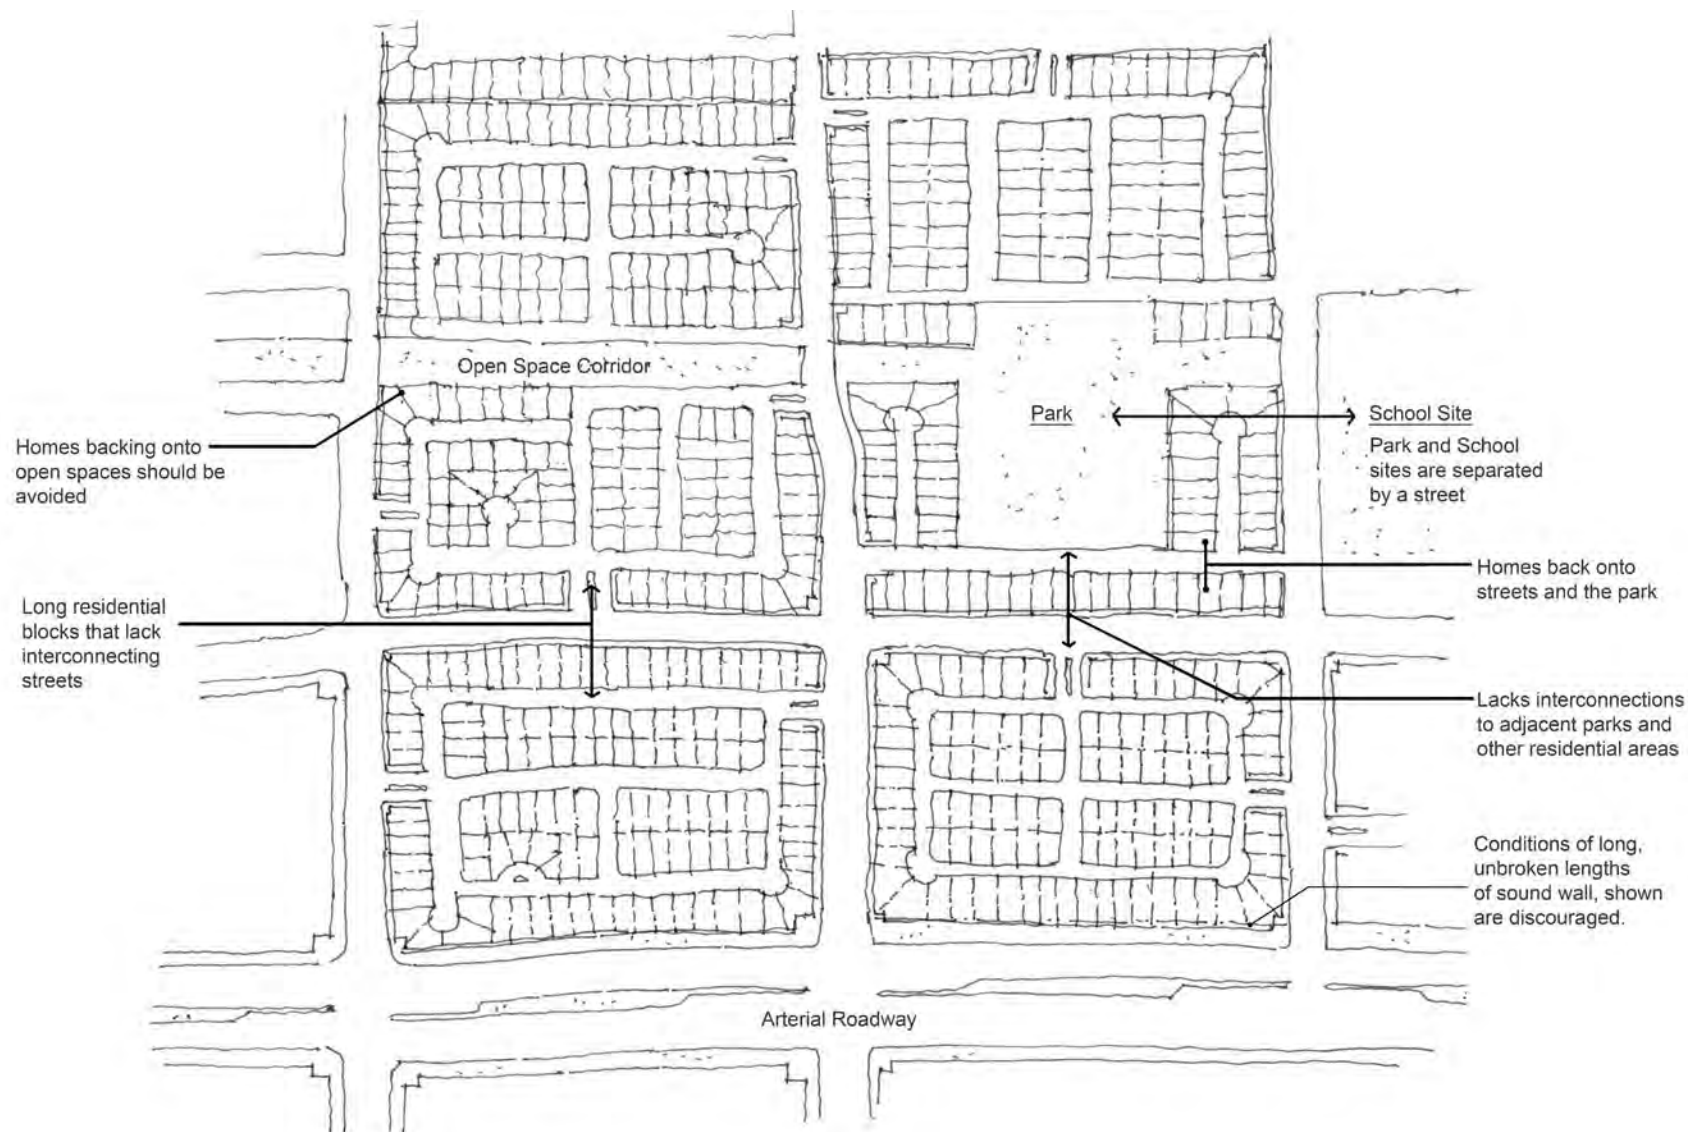 Open Space Corridor
Homes backing onto
open spaces should be
avoided
Long residential
blocks that lack
interconnecting
streets
Park
School Site
Park and School
sites are separated
by a street
Homes back onto
streets and the park
Lacks interconnections
to adjacent parks and
other residential areas
Conditions of long,
unbroken lengths
of sound wall, shown
are discouraged.
Arterial Roadway